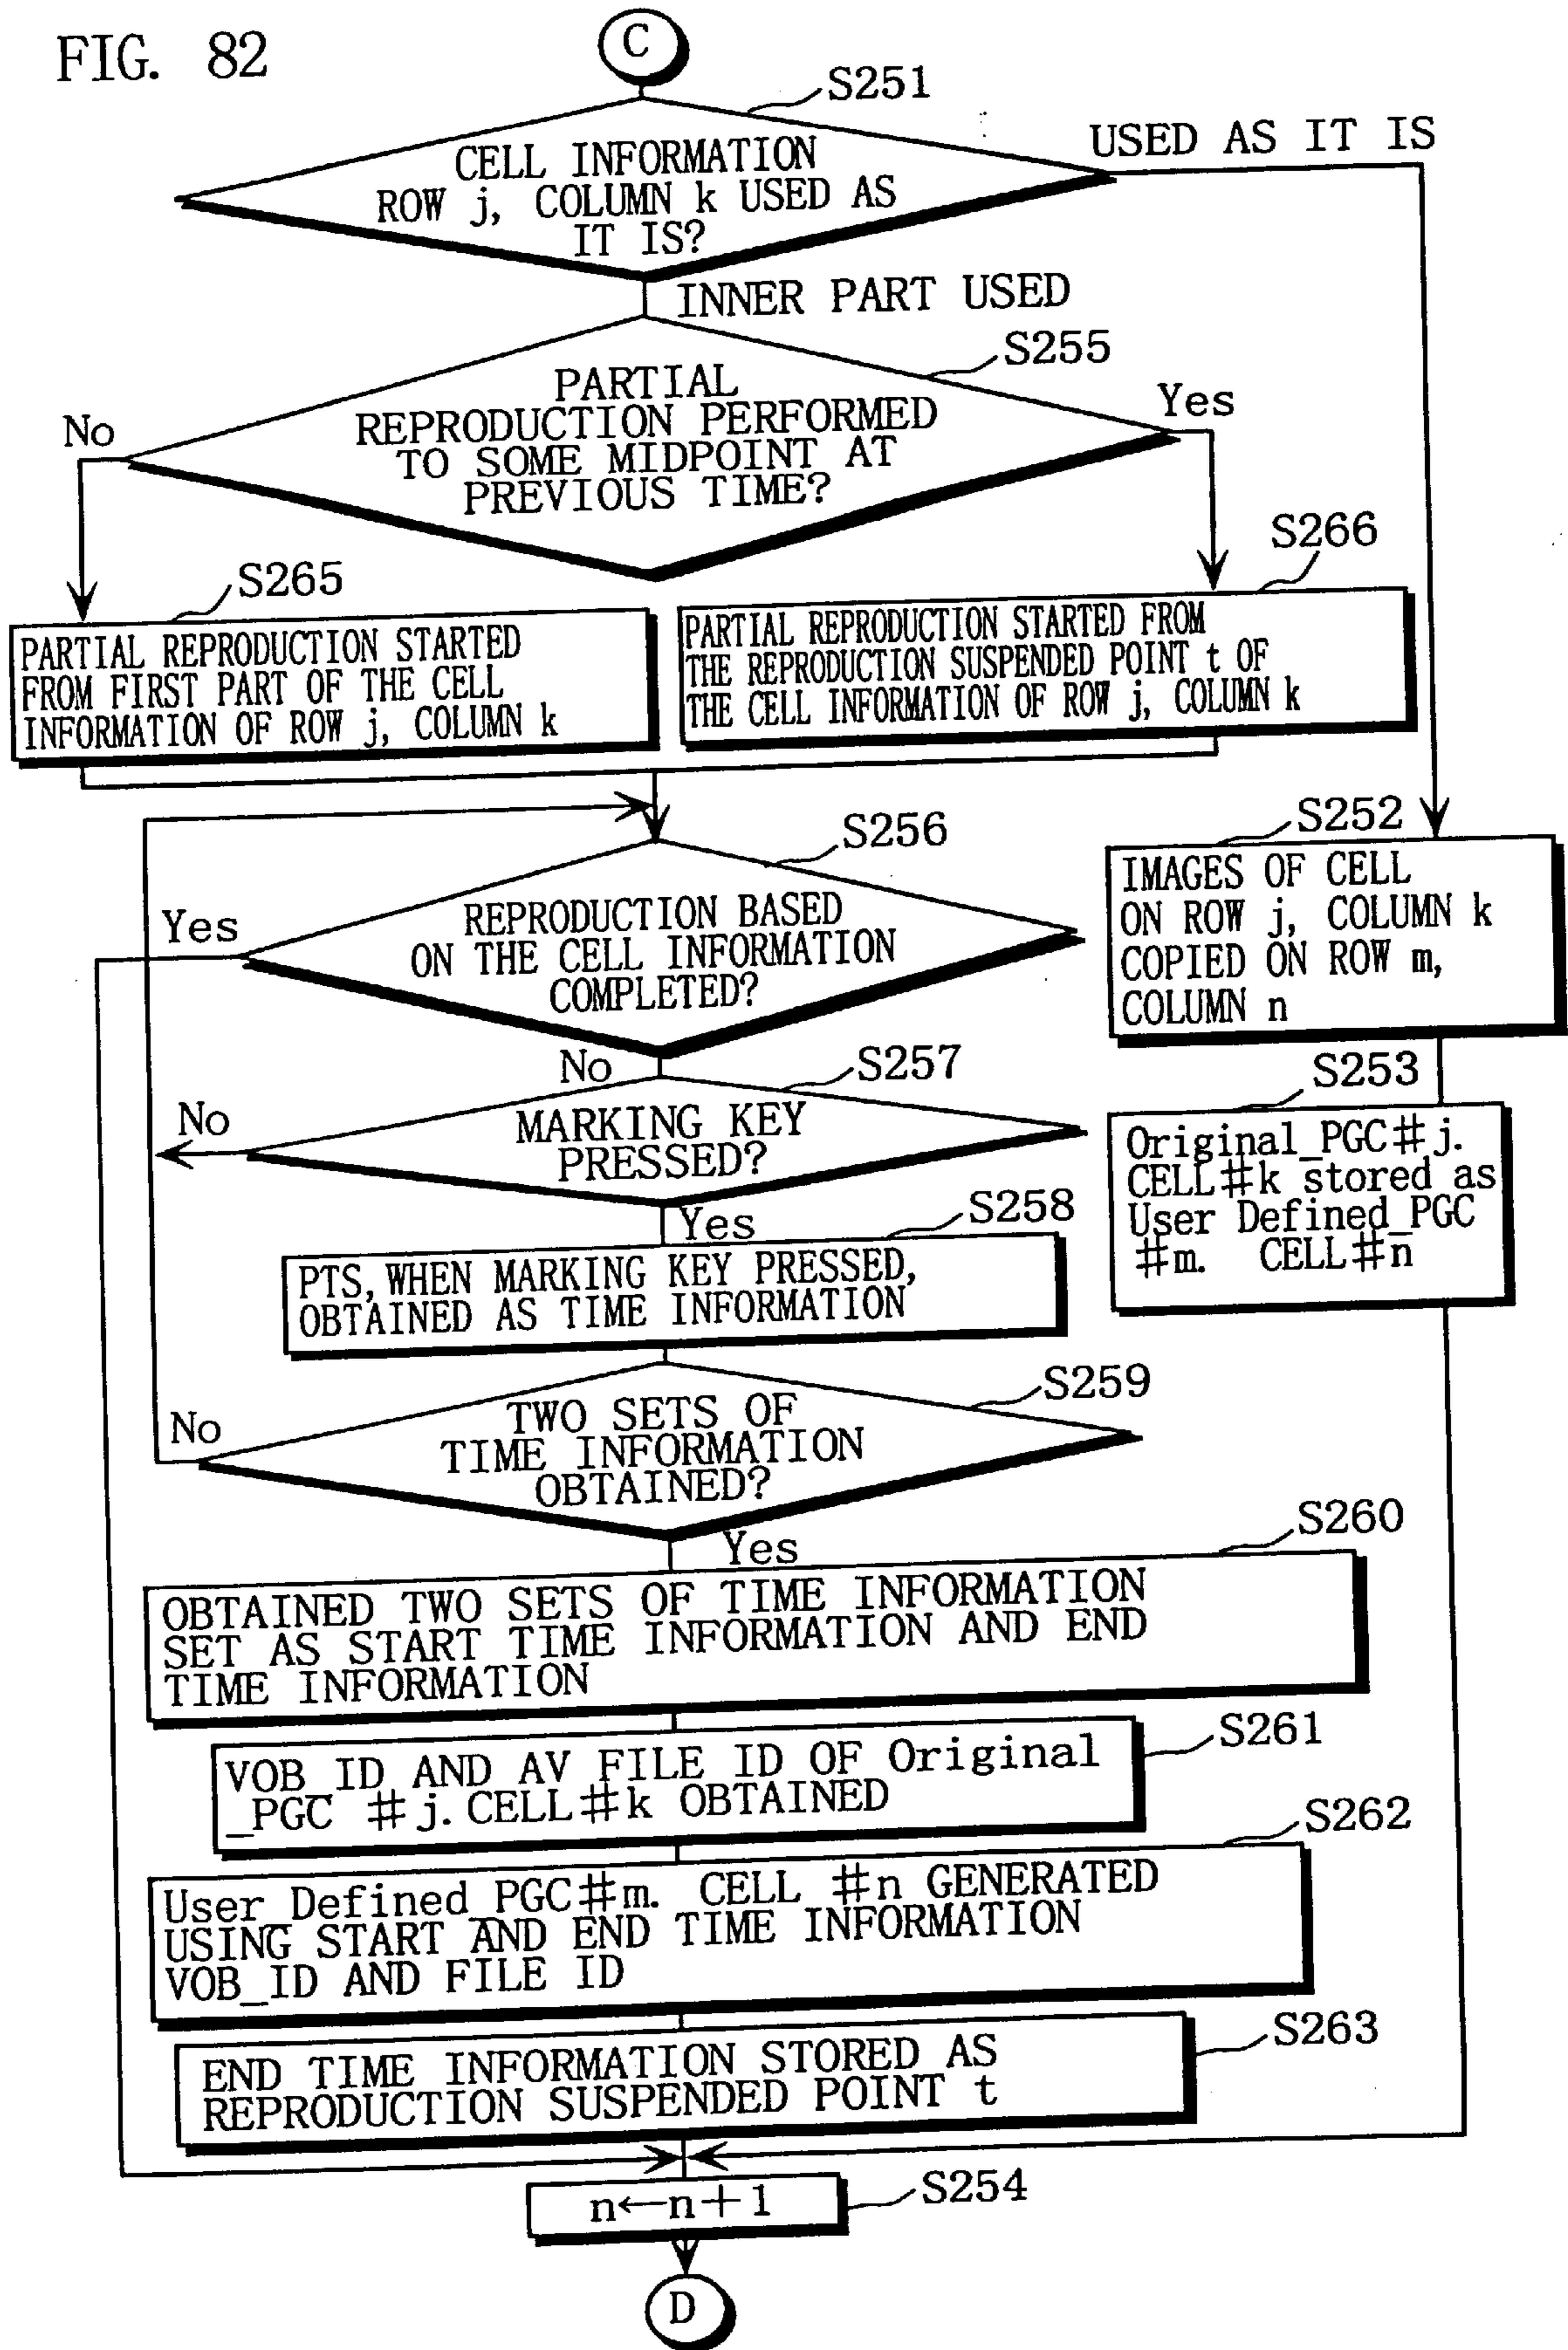 FIG. 82
C
S251
CELL INFORMATION
ROW j, COLUMN k USED AS
IT IS?
USED AS IT IS
INNER PART USED
S255
PARTIAL
REPRODUCTION PERFORMED
TO SOME MIDPOINT AT
PREVIOUS TIME?
No
Yes
S265
PARTIAL REPRODUCTION STARTED
FROM FIRST PART OF THE CELL
INFORMATION OF ROW j, COLUMN k
S266
PARTIAL REPRODUCTION STARTED FROM
THE REPRODUCTION SUSPENDED POINT t OF
THE CELL INFORMATION OF ROW j, COLUMN k
S256
REPRODUCTION BASED
ON THE CELL INFORMATION
COMPLETED?
Yes
No
S252
IMAGES OF CELL
ON ROW j, COLUMN k
COPIED ON ROW m,
COLUMN n
S257
MARKING KEY
PRESSED?
No
Yes
S253
Original_PGC#j.
CELL#k stored as
User Defined_PGC
#m. CELL#n
S258
PTS, WHEN MARKING KEY PRESSED,
OBTAINED AS TIME INFORMATION
S259
TWO SETS OF
TIME INFORMATION
OBTAINED?
No
Yes
S260
OBTAINED TWO SETS OF TIME INFORMATION
SET AS START TIME INFORMATION AND END
TIME INFORMATION
S261
VOB_ID AND AV FILE ID OF Original
_PGC #j. CELL#k OBTAINED
S262
User_Defined_PGC#m. CELL #n GENERATED
USING START AND END TIME INFORMATION
VOB_ID AND FILE ID
S263
END TIME INFORMATION STORED AS
REPRODUCTION SUSPENDED POINT t
S254
n←n+1
D